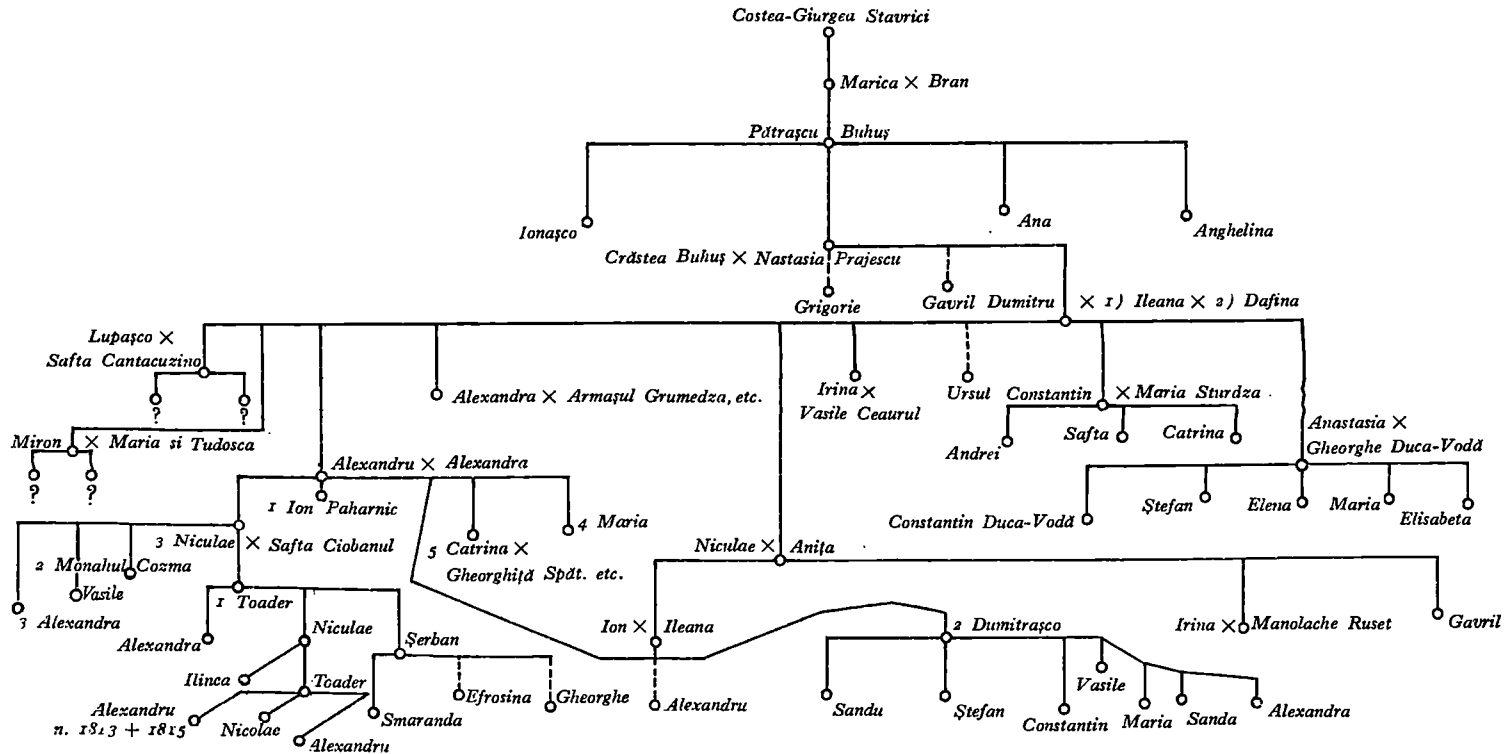 Costea-Giurgea Stavrici
Marica × Bran
Pătrașcu Buhuș
Ionașco
Ana
Anghelina
Crăstea Buhuș × Nastasia Prajescu
Grigorie
Gavril Dumitru × 1) Ileana × 2) Dafina
Lupașco ×
Safta Cantacuzino
? ?
Alexandra × Armașul Grumedza, etc.
Irina ×
Vasile Ceaurul
Ursul
Constantin × Maria Sturdza
Andrei
Safta
Catrina
Anastasia ×
Gheorghe Duca-Vodă
Miron × Maria si Tudosca
? ?
Alexandru × Alexandra
1 Ion Paharnic
4 Maria
Constantin Duca-Vodă
Ștefan
Elena
Maria
Elisabeta
3 Niculae × Safta Ciobanul
5 Catrina ×
Gheorghiță Spăt. etc.
Niculae × Anița
2 Monahul Cozma
Vasile
3 Alexandra
1 Toader
Alexandra
Niculae
Șerban
Ion × Ileana
2 Dumitrașco
Irina × Manolache Ruset
Gavril
Ilinca
Toader
Smaranda
Efrosina
Gheorghe
Alexandru
Sandu
Ștefan
Constantin
Vasile
Maria
Sanda
Alexandra
Alexandru
n. 1813 + 1815
Nicolae
Alexandru